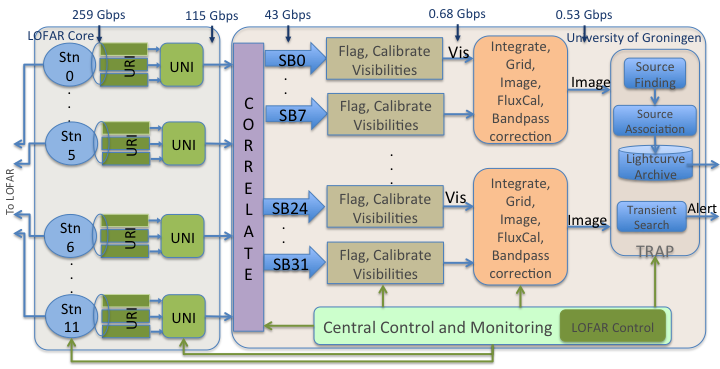 259 Gbps
115 Gbps
43 Gbps
0.68 Gbps
0.53 Gbps
LOFAR Core
University of Groningen
Stn
0
URI
UNI
Stn
5
URI
UNI
Stn
6
URI
UNI
Stn
11
URI
UNI
To LOFAR
CORRELATE
SB0
Flag, Calibrate
Visibilities
Vis
SB7
Flag, Calibrate
Visibilities
Integrate,
Grid,
Image,
FluxCal,
Bandpass
correction
Image
SB24
Flag, Calibrate
Visibilities
Vis
SB31
Flag, Calibrate
Visibilities
Integrate,
Grid,
Image,
FluxCal,
Bandpass
correction
Image
Source
Finding
Source
Association
Lightcurve
Archive
Transient
Search
Alert
TRAP
Central Control and Monitoring
LOFAR Control